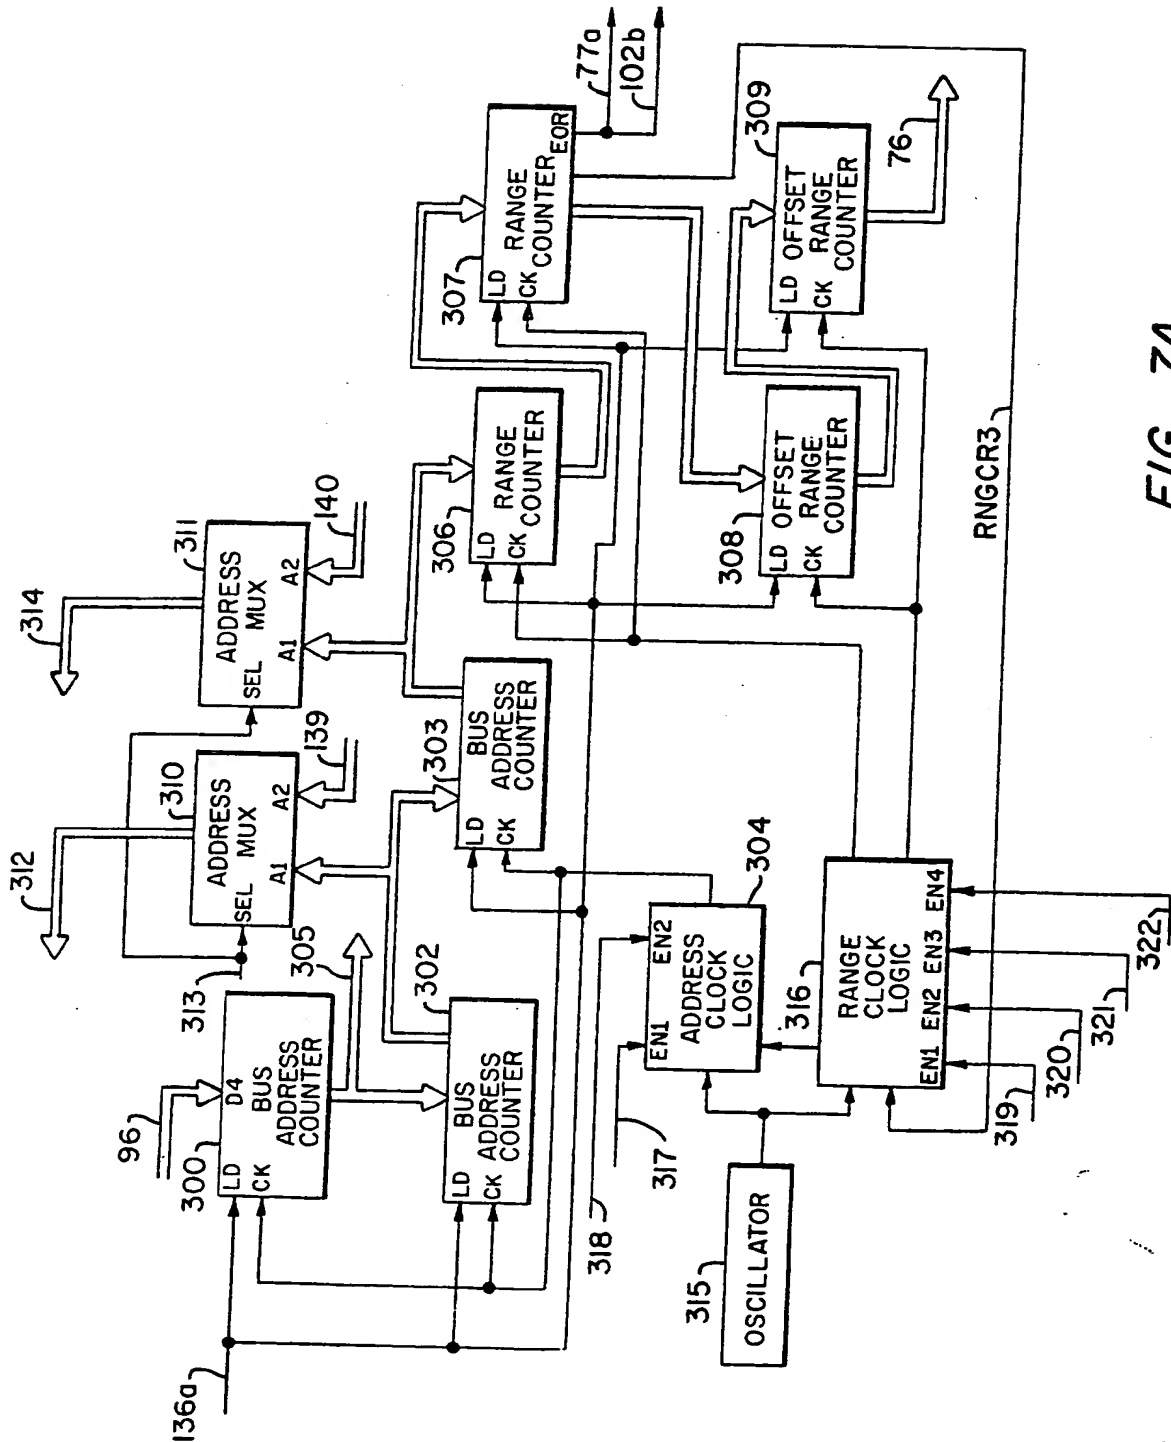 136a
96
300
LD
D4
CK
BUS
ADDRESS
COUNTER
313
305
312
310
SEL
ADDRESS
MUX
A1
A2
139
314
311
SEL
ADDRESS
MUX
A1
A2
140
302
LD
CK
BUS
ADDRESS
COUNTER
303
LD
CK
BUS
ADDRESS
COUNTER
306
LD
CK
RANGE
COUNTER
307
LD
CK
RANGE
COUNTER
EOR
77a
102b
318
317
304
EN1
EN2
ADDRESS
CLOCK
LOGIC
308
LD
CK
OFFSET
RANGE
COUNTER
309
LD
CK
OFFSET
RANGE
COUNTER
76
315
OSCILLATOR
316
RANGE
CLOCK
LOGIC
EN1 EN2 EN3 EN4
319
320
321
322
RNGCR3
FIG. 7A